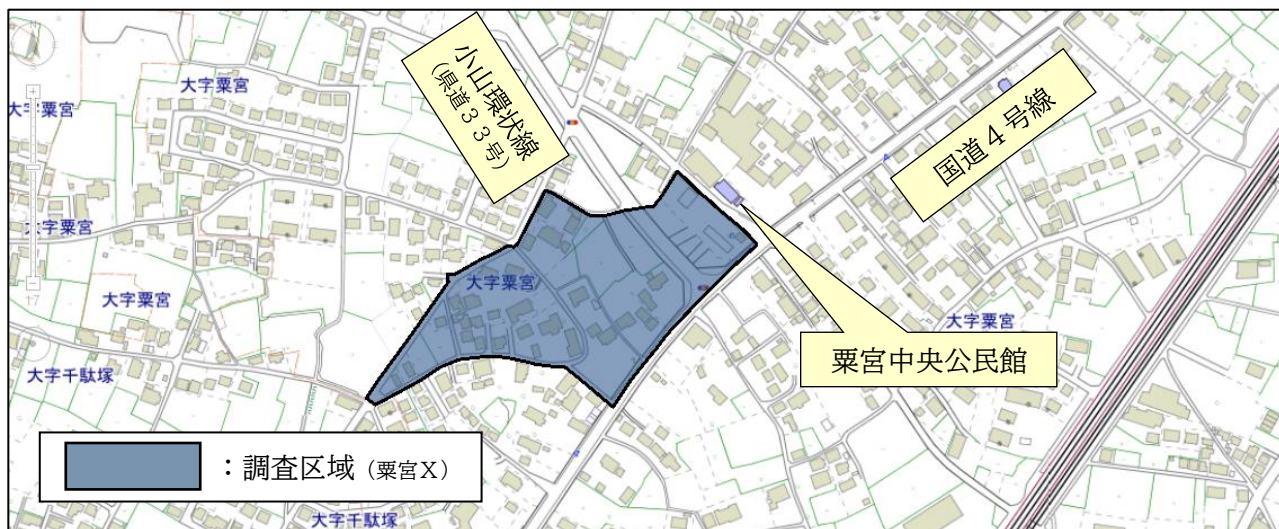 小山環状線
（県道３３号）
国道４号線
大字粟宮
大字粟宮
大字粟宮
大字粟宮
大字粟宮
大字粟宮
粟宮中央公民館
大字千駄塚
：調査区域（粟宮Ⅹ）
大字千駄塚
17